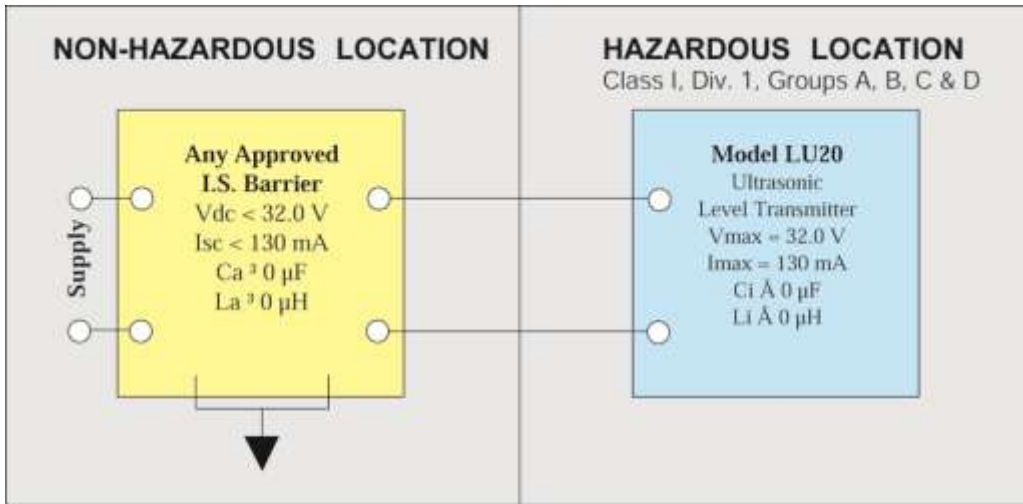 NON-HAZARDOUS LOCATION
HAZARDOUS LOCATION
Class I, Div. 1, Groups A, B, C & D
Supply
Any Approved
I.S. Barrier
Vdc < 32.0 V
Isc < 130 mA
Ca ³ 0 µF
La ³ 0 µH
Model LU20
Ultrasonic
Level Transmitter
Vmax = 32.0 V
Imax = 130 mA
Ci Å 0 µF
Li Å 0 µH